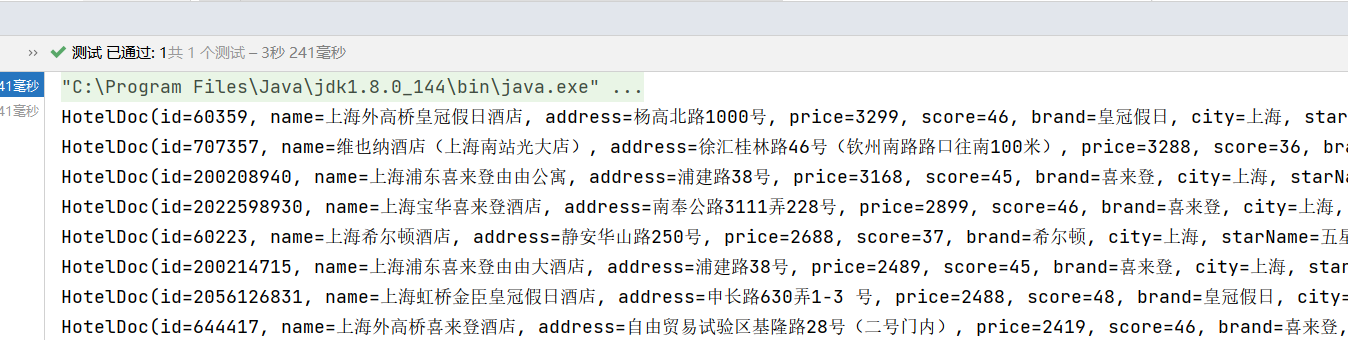 ›› ✔ 测试 已通过: 1共 1 个测试 – 3秒 241毫秒
41毫秒 "C:\Program Files\Java\jdk1.8.0_144\bin\java.exe" ...
41毫秒 HotelDoc(id=60359, name=上海外高桥皇冠假日酒店, address=杨高北路1000号, price=3299, score=46, brand=皇冠假日, city=上海, star
HotelDoc(id=707357, name=维也纳酒店（上海南站光大店）, address=徐汇桂林路46号（钦州南路路口往南100米）, price=3288, score=36, bra
HotelDoc(id=200208940, name=上海浦东喜来登由由公寓, address=浦建路38号, price=3168, score=45, brand=喜来登, city=上海, starNa
HotelDoc(id=2022598930, name=上海宝华喜来登酒店, address=南奉公路3111弄228号, price=2899, score=46, brand=喜来登, city=上海,
HotelDoc(id=60223, name=上海希尔顿酒店, address=静安华山路250号, price=2688, score=37, brand=希尔顿, city=上海, starName=五星
HotelDoc(id=200214715, name=上海浦东喜来登由由大酒店, address=浦建路38号, price=2489, score=45, brand=喜来登, city=上海, star
HotelDoc(id=2056126831, name=上海虹桥金臣皇冠假日酒店, address=申长路630弄1-3 号, price=2488, score=48, brand=皇冠假日, city=
HotelDoc(id=644417, name=上海外高桥喜来登酒店, address=自由贸易试验区基隆路28号（二号门内）, price=2419, score=46, brand=喜来登,